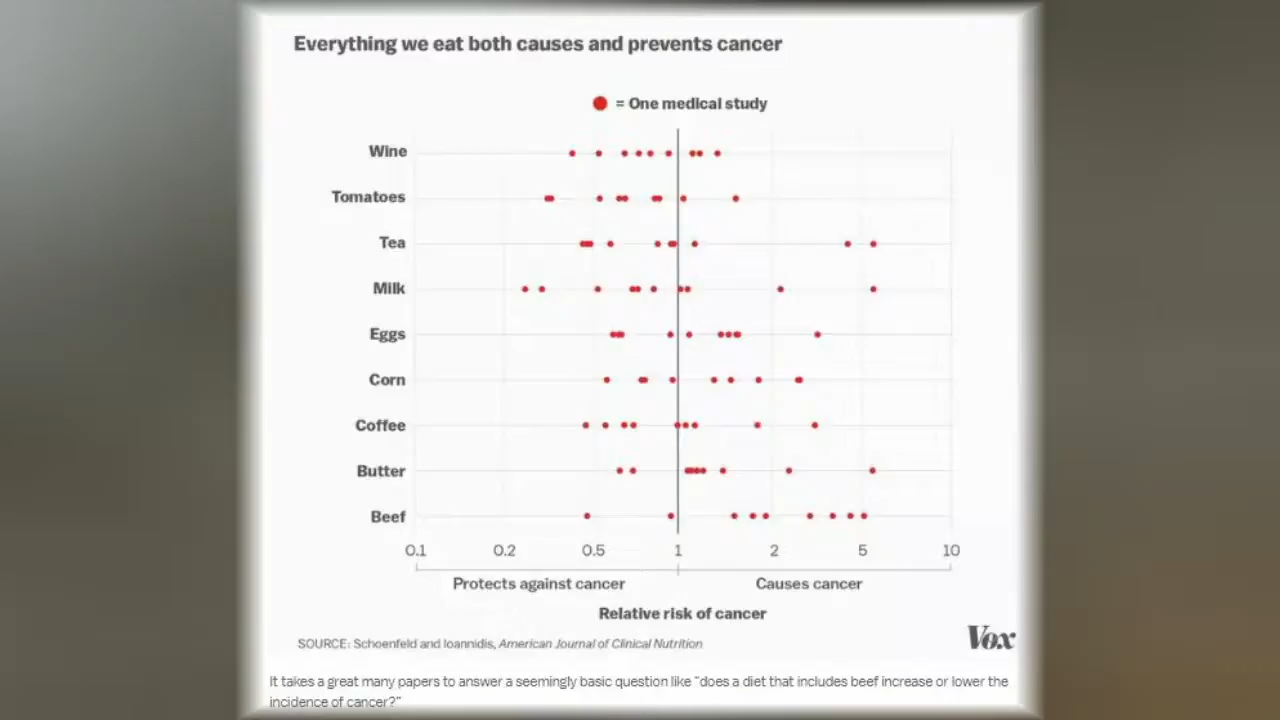 Everything we eat both causes and prevents cancer
= One medical study
Wine
Tomatoes
Tea
Milk
Eggs
Corn
Coffee
Butter
Beef
0.1 0.2 0.5 1 2 5 10
Protects against cancer Causes cancer
Relative risk of cancer
SOURCE: Schoenfeld and Ioannidis, American Journal of Clinical Nutrition
Vox
It takes a great many papers to answer a seemingly basic question like "does a diet that includes beef increase or lower the
incidence of cancer?"